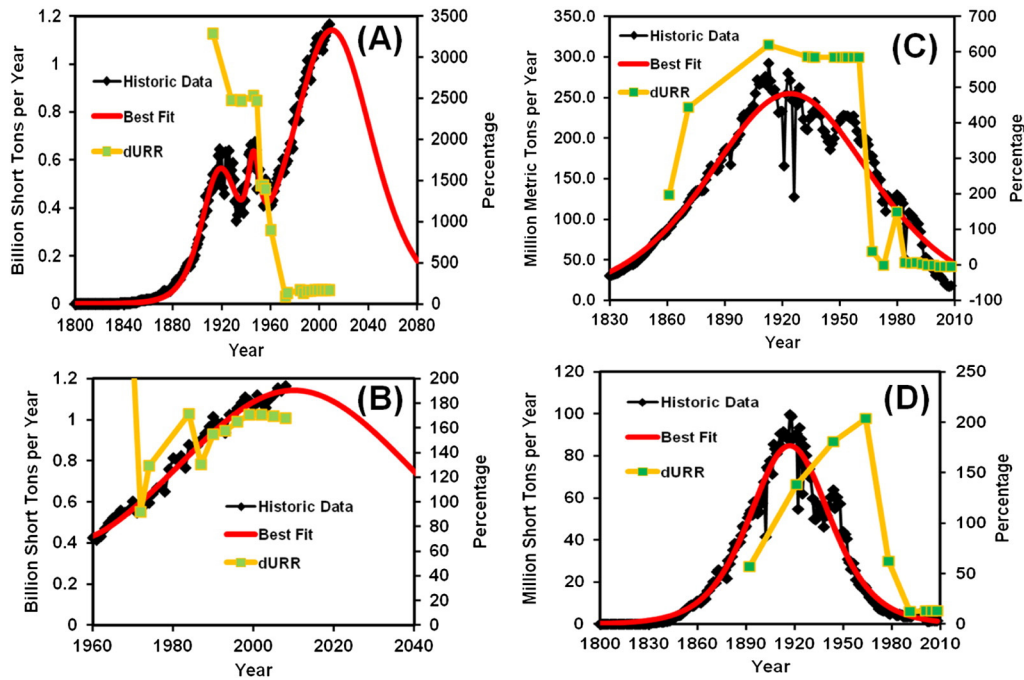 (A)
Billion Short Tons per Year
1.2
1
0.8
0.6
0.4
0.2
0
3500
3000
2500
2000
1500
1000
500
0
Percentage
Historic Data
Best Fit
dURR
1800 1840 1880 1920 1960 2000 2040 2080
Year
(C)
Million Metric Tons per Year
350.0
300.0
250.0
200.0
150.0
100.0
50.0
0.0
700
600
500
400
300
200
100
0
-100
Percentage
Historic Data
Best Fit
dURR
1830 1860 1890 1920 1950 1980 2010
Year
(B)
Billion Short Tons per Year
1.2
1
0.8
0.6
0.4
0.2
0
200
180
160
140
120
100
80
60
40
20
0
Percentage
Historic Data
Best Fit
dURR
1960 1980 2000 2020 2040
Year
(D)
Million Short Tons per Year
120
100
80
60
40
20
0
250
200
150
100
50
0
Percentage
Historic Data
Best Fit
dURR
1800 1830 1860 1890 1920 1950 1980 2010
Year